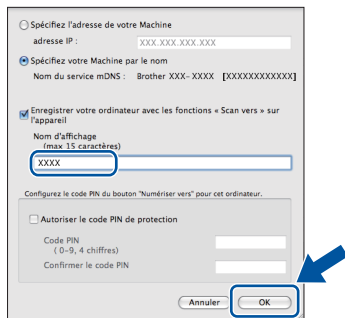 Spécifiez l'adresse de votre Machine
adresse IP : XXX.XXX.XXX.XXX
Spécifiez votre Machine par le nom
Nom du service mDNS : Brother XXX-XXXX [XXXXXXXXXXXX]
Enregistrer votre ordinateur avec les fonctions « Scan vers » sur
l'appareil
Nom d'affichage
(max 15 caractères)
XXXX
Configurez le code PIN du bouton "Numériser vers" pour cet ordinateur.
Autoriser le code PIN de protection
Code PIN
( 0-9, 4 chiffres)
Confirmer le code PIN
Annuler OK